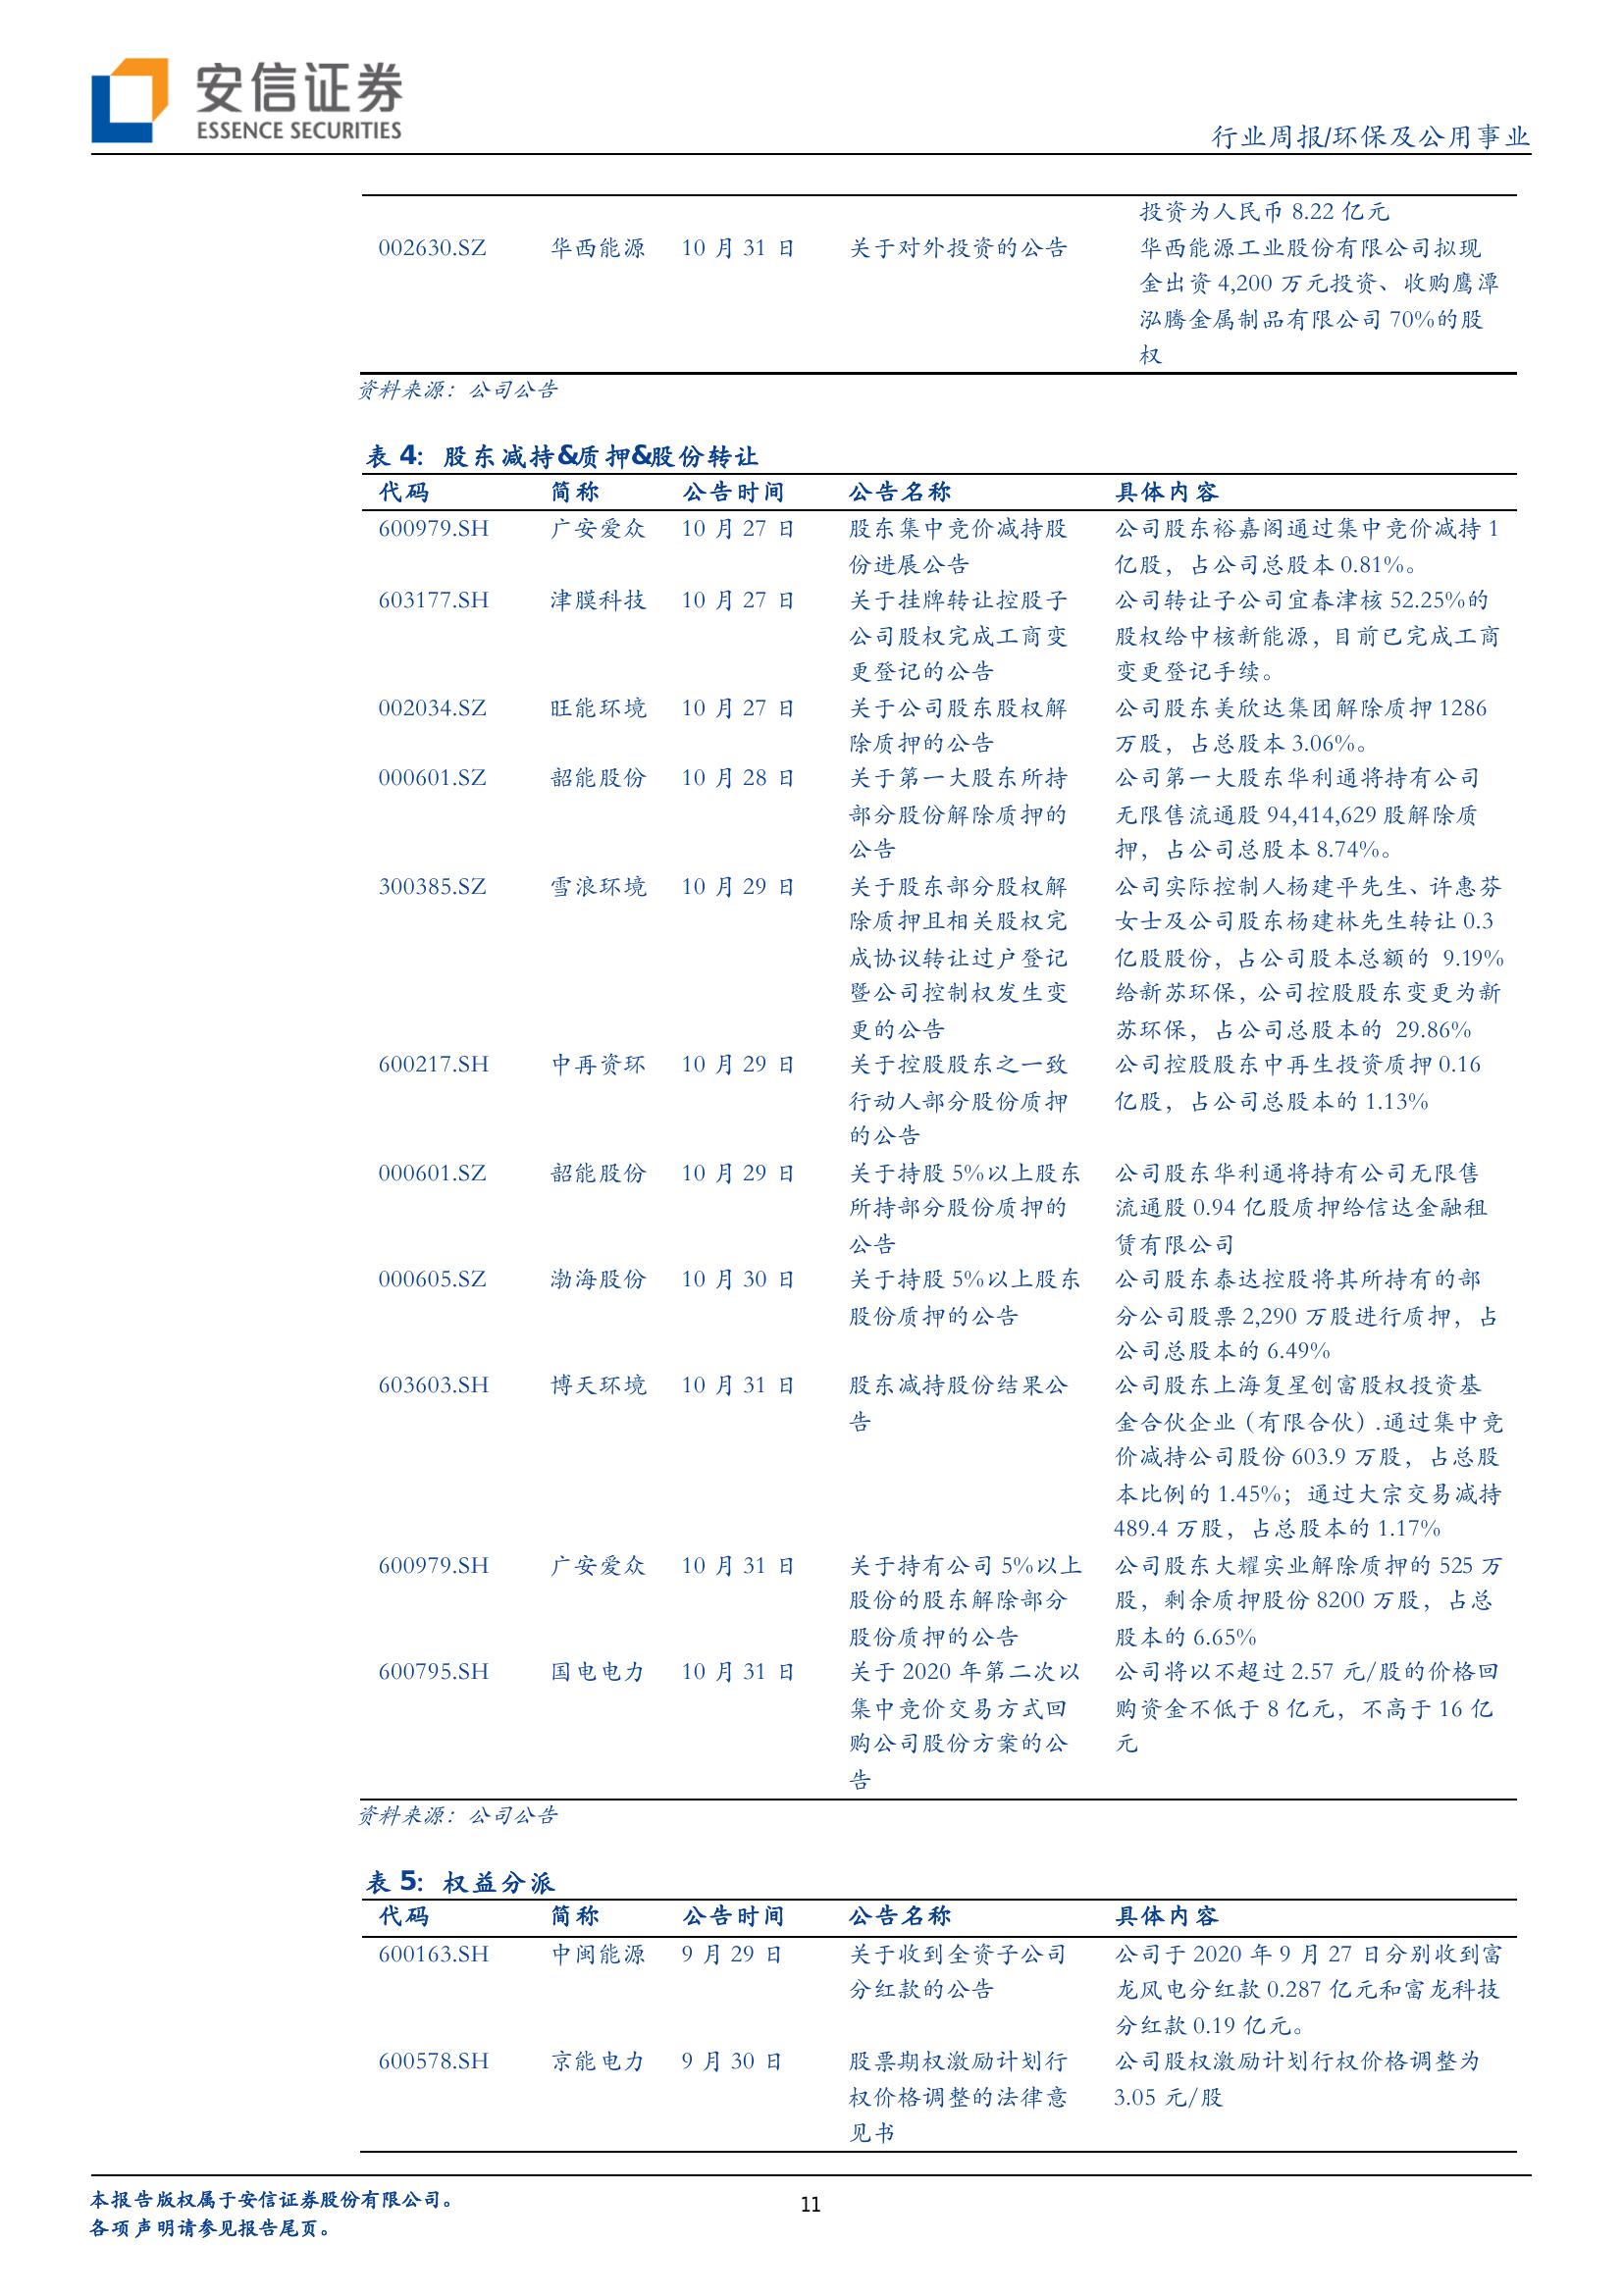 安信证券
ESSENCE SECURITIES
行业周报/环保及公用事业
投资为人民币 8.22 亿元
002630.SZ 华西能源 10 月 31 日 关于对外投资的公告 华西能源工业股份有限公司拟现
金出资 4,200 万元投资、收购鹰潭
泓腾金属制品有限公司 70%的股
权
资料来源：公司公告
表 4：股东减持&质押&股份转让
代码 简称 公告时间 公告名称 具体内容
600979.SH 广安爱众 10 月 27 日 股东集中竞价减持股 公司股东裕嘉阁通过集中竞价减持 1
份进展公告 亿股，占公司总股本 0.81%。
603177.SH 津膜科技 10 月 27 日 关于挂牌转让控股子 公司转让子公司宜春津核 52.25%的
公司股权完成工商变 股权给中核新能源，目前已完成工商
更登记的公告 变更登记手续。
002034.SZ 旺能环境 10 月 27 日 关于公司股东股权解 公司股东美欣达集团解除质押 1286
除质押的公告 万股，占总股本 3.06%。
000601.SZ 韶能股份 10 月 28 日 关于第一大股东所持 公司第一大股东华利通将持有公司
部分股份解除质押的 无限售流通股 94,414,629 股解除质
公告 押，占公司总股本 8.74%。
300385.SZ 雪浪环境 10 月 29 日 关于股东部分股权解 公司实际控制人杨建平先生、许惠芬
除质押且相关股权完 女士及公司股东杨建林先生转让 0.3
成协议转让过户登记 亿股股份，占公司股本总额的 9.19%
暨公司控制权发生变 给新苏环保，公司控股股东变更为新
更的公告 苏环保，占公司总股本的 29.86%
600217.SH 中再资环 10 月 29 日 关于控股股东之一致 公司控股股东中再生投资质押 0.16
行动人部分股份质押 亿股，占公司总股本的 1.13%
的公告
000601.SZ 韶能股份 10 月 29 日 关于持股 5%以上股东 公司股东华利通将持有公司无限售
所持部分股份质押的 流通股 0.94 亿股质押给信达金融租
公告 赁有限公司
000605.SZ 渤海股份 10 月 30 日 关于持股 5%以上股东 公司股东泰达控股将其所持有的部
股份质押的公告 分公司股票 2,290 万股进行质押，占
公司总股本的 6.49%
603603.SH 博天环境 10 月 31 日 股东减持股份结果公 公司股东上海复星创富股权投资基
告 金合伙企业（有限合伙）.通过集中竞
价减持公司股份 603.9 万股，占总股
本比例的 1.45%；通过大宗交易减持
489.4 万股，占总股本的 1.17%
600979.SH 广安爱众 10 月 31 日 关于持有公司 5%以上 公司股东大耀实业解除质押的 525 万
股份的股东解除部分 股，剩余质押股份 8200 万股，占总
股份质押的公告 股本的 6.65%
600795.SH 国电电力 10 月 31 日 关于 2020 年第二次以 公司将以不超过 2.57 元/股的价格回
集中竞价交易方式回 购资金不低于 8 亿元，不高于 16 亿
购公司股份方案的公 元
告
资料来源：公司公告
表 5：权益分派
代码 简称 公告时间 公告名称 具体内容
600163.SH 中闽能源 9 月 29 日 关于收到全资子公司 公司于 2020 年 9 月 27 日分别收到富
分红款的公告 龙风电分红款 0.287 亿元和富龙科技
分红款 0.19 亿元。
600578.SH 京能电力 9 月 30 日 股票期权激励计划行 公司股权激励计划行权价格调整为
权价格调整的法律意 3.05 元/股
见书
本报告版权属于安信证券股份有限公司。
11
各项声明请参见报告尾页。